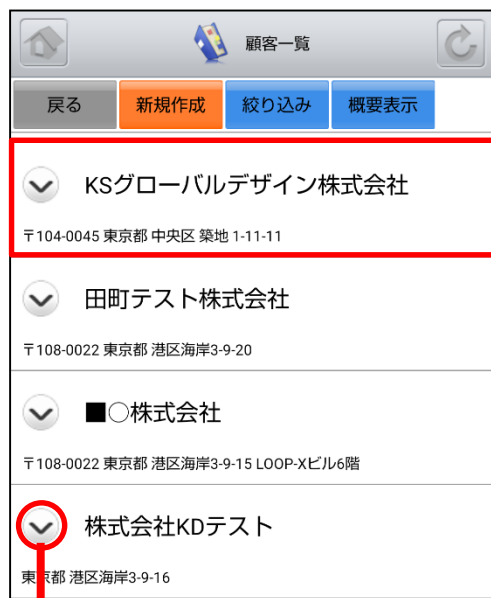 顧客一覧
戻る 新規作成 絞り込み 概要表示
KSグローバルデザイン株式会社
〒104-0045 東京都 中央区 築地 1-11-11
田町テスト株式会社
〒108-0022 東京都 港区海岸3-9-20
■○株式会社
〒108-0022 東京都 港区海岸3-9-15 LOOP-Xビル6階
株式会社KDテスト
東京都 港区海岸3-9-16